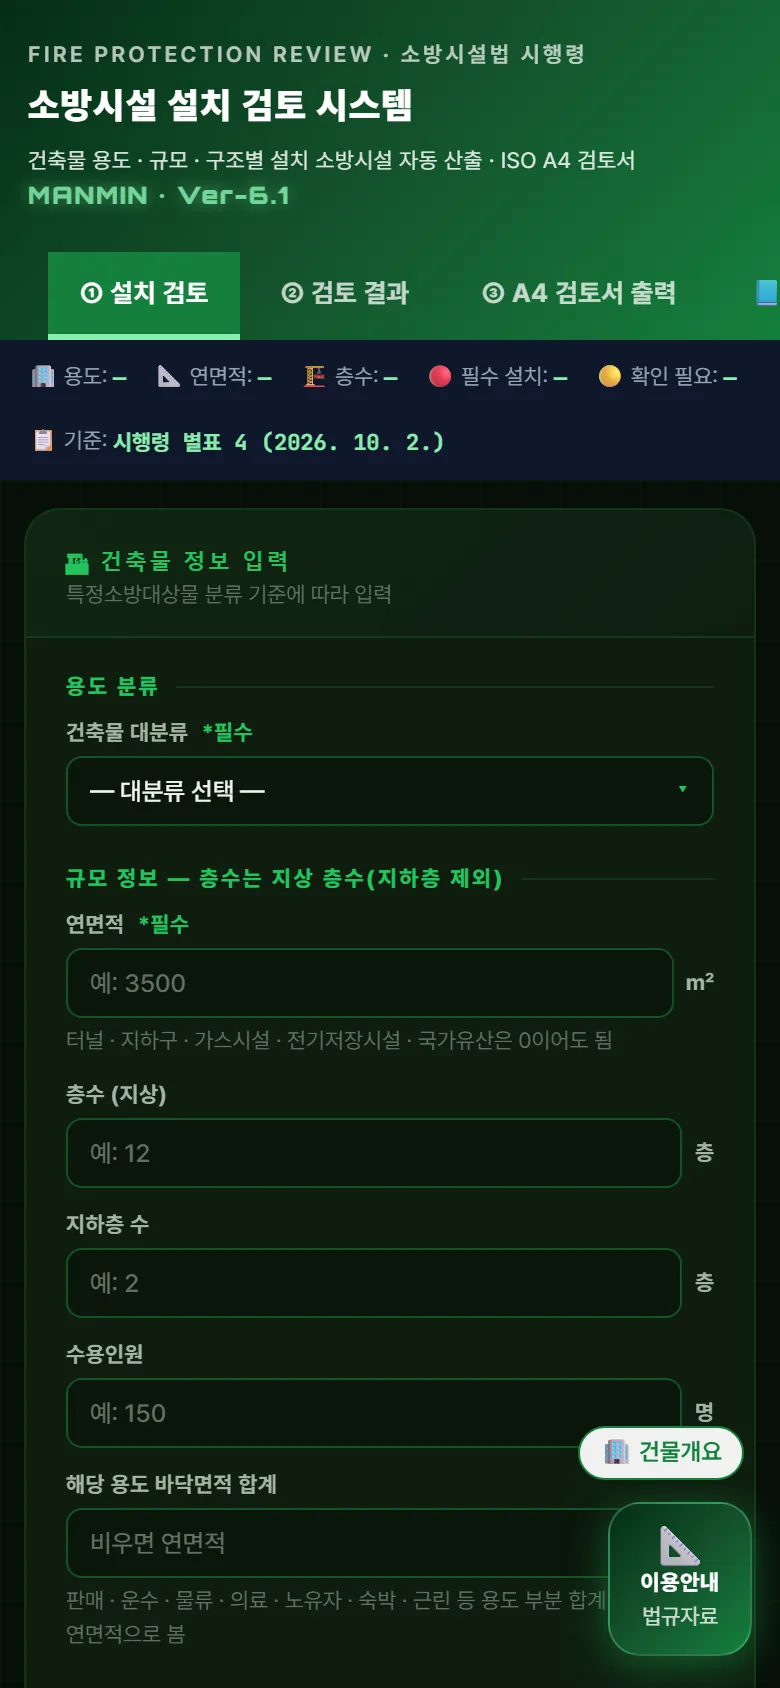 FIRE PROTECTION REVIEW · 소방시설법 시행령
소방시설 설치 검토 시스템
건축물 용도 · 규모 · 구조별 설치 소방시설 자동 산출 · ISO A4 검토서
MANMIN · Ver-6.1
① 설치 검토
② 검토 결과
③ A4 검토서 출력
용도: —
연면적: —
층수: —
필수 설치: —
확인 필요: —
기준: 시행령 별표 4 (2026. 10. 2.)
건축물 정보 입력
특정소방대상물 분류 기준에 따라 입력
용도 분류
건축물 대분류 *필수
— 대분류 선택 —
규모 정보 — 층수는 지상 층수(지하층 제외)
연면적 *필수
예: 3500
m²
터널 · 지하구 · 가스시설 · 전기저장시설 · 국가유산은 0이어도 됨
층수 (지상)
예: 12
층
지하층 수
예: 2
층
수용인원
예: 150
명
건물개요
해당 용도 바닥면적 합계
비우면 연면적
판매 · 운수 · 물류 · 의료 · 노유자 · 숙박 · 근린 등 용도 부분 합계
연면적으로 봄
이용안내
법규자료